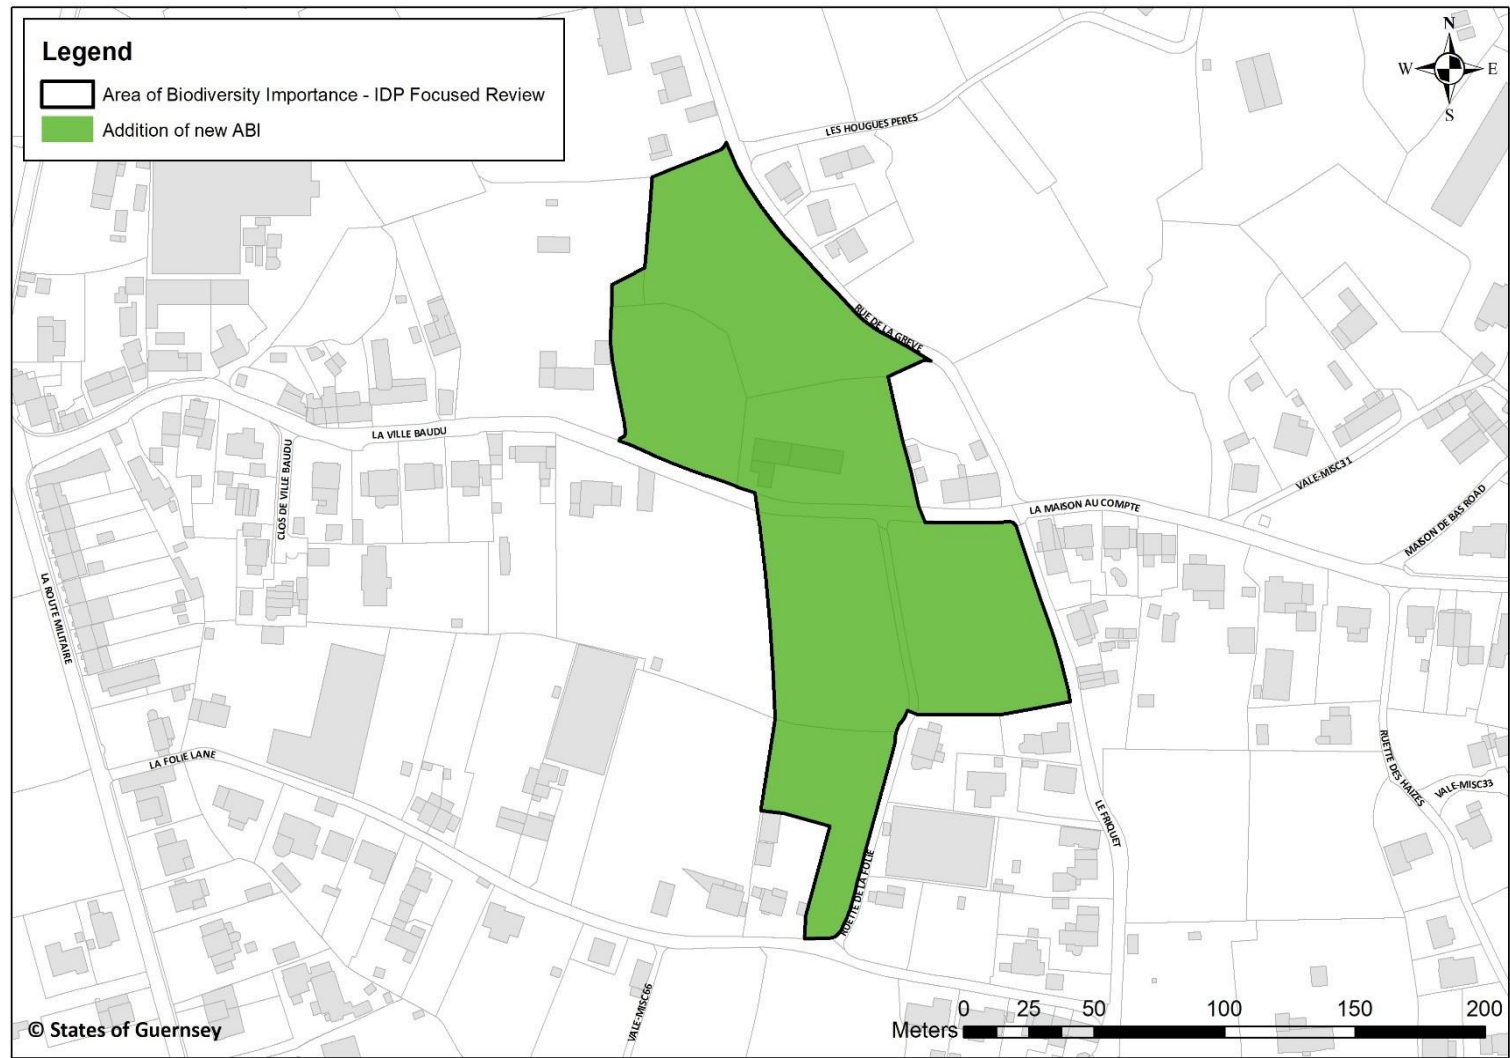 Legend
Area of Biodiversity Importance - IDP Focused Review
Addition of new ABI
N
W
E
S
LES HOUGUES PERES
RUE DE LA GREVE
LA VILLE BAUDU
CLOS DE VILLE BAUDU
LA MAISON AU COMPTE
VALE-MISC31
MAISON DE BAS ROAD
LA ROUTE MILITAIRE
LA FOLIE LANE
RUETTE DES HAIZES
VALE-MISC33
LE FRIQUET
RUETTE DE LA FOLIE
VALE-MISC66
© States of Guernsey
Meters
0 25 50 100 150 200